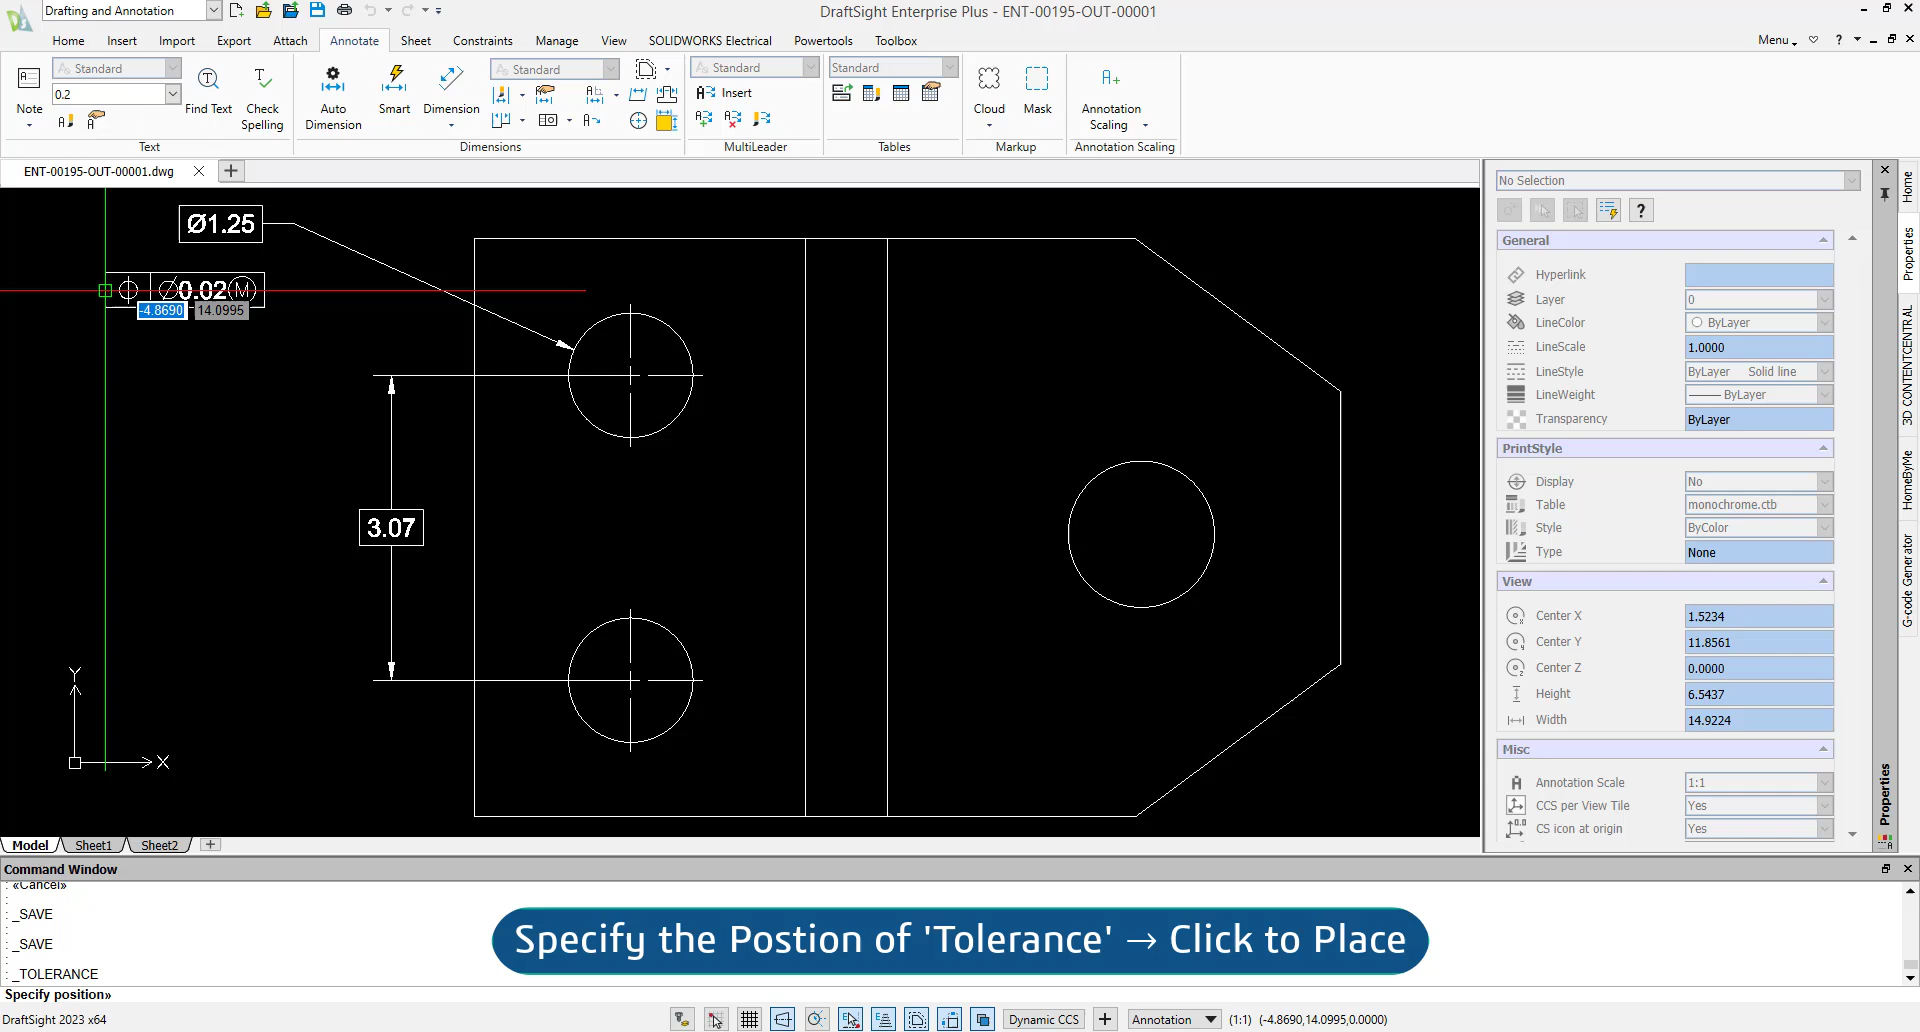 Drafting and Annotation
DraftSight Enterprise Plus - ENT-00195-OUT-00001
Home Insert Import Export Attach Annotate Sheet Constraints Manage View SOLIDWORKS Electrical Powertools Toolbox
Menu
Standard
0.2
Note
Find Text
Check Spelling
Text
Auto Dimension
Smart
Dimension
Standard
Dimensions
Standard
Insert
MultiLeader
Standard
Tables
Cloud
Mask
Markup
Annotation Scaling
Annotation Scaling
ENT-00195-OUT-00001.dwg
Ø1.25
Ø0.02 M
-4.8690 14.0995
3.07
Y
X
No Selection
General
Hyperlink
Layer 0
LineColor ByLayer
LineScale 1.0000
LineStyle ByLayer Solid line
LineWeight ByLayer
Transparency ByLayer
PrintStyle
Display No
Table monochrome.ctb
Style ByColor
Type None
View
Center X 1.5234
Center Y 11.8561
Center Z 0.0000
Height 6.5437
Width 14.9224
Misc
Annotation Scale 1:1
CCS per View Tile Yes
CS icon at origin Yes
Properties
Home
Properties
3D CONTENTCENTRAL
HomeByMe
G-code Generator
Model Sheet1 Sheet2
Command Window
: «Cancel»
:
: _SAVE
:
: _SAVE
:
: _TOLERANCE
Specify position»
Specify the Postion of 'Tolerance' → Click to Place
DraftSight 2023 x64
Dynamic CCS
Annotation
(1:1) (-4.8690,14.0995,0.0000)